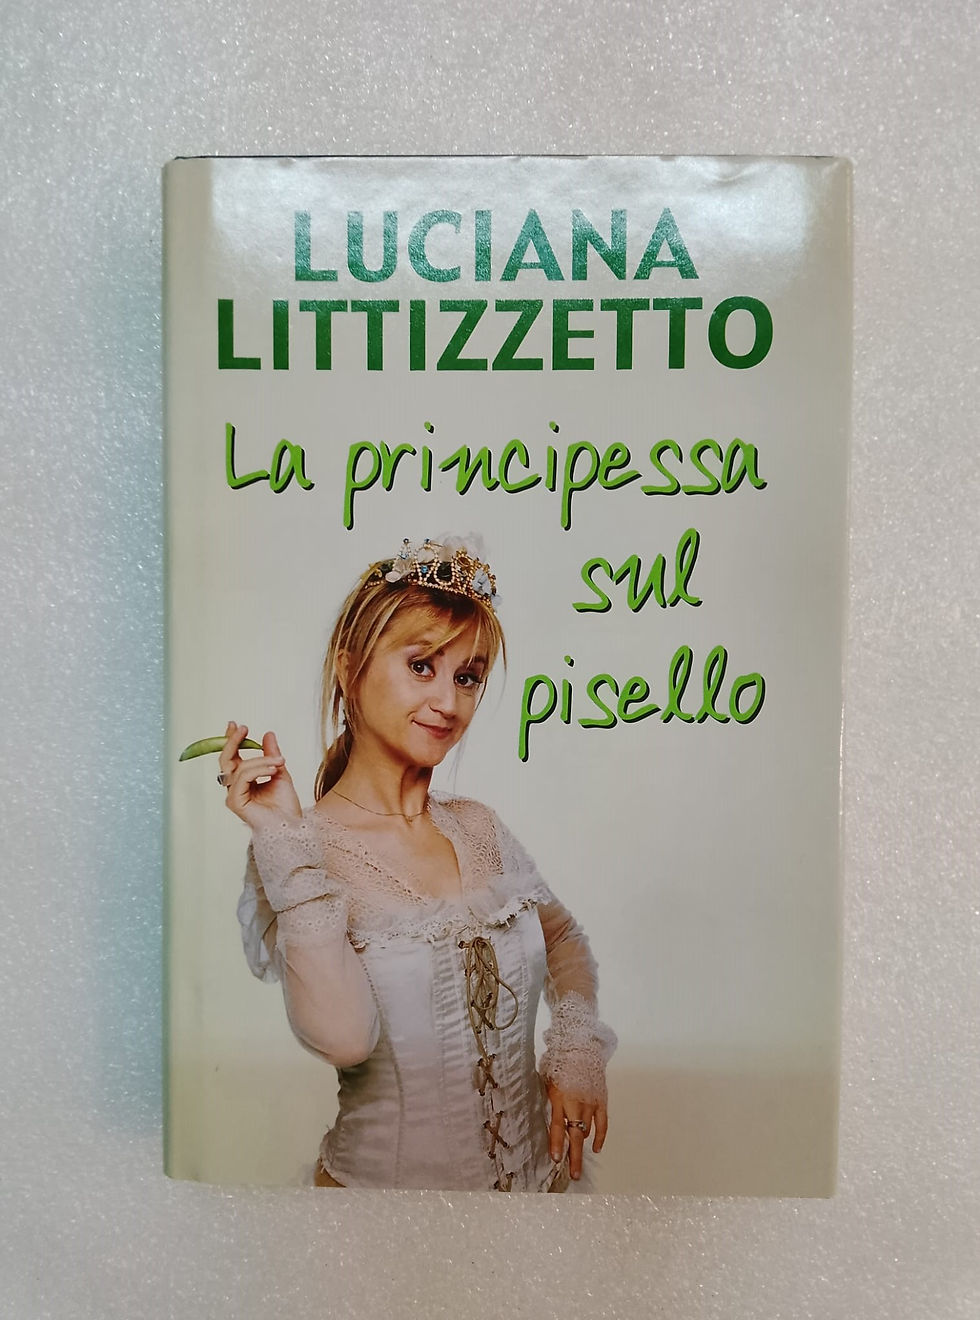 LUCIANA
LITTIZZETTO
La principessa
sul
pisello